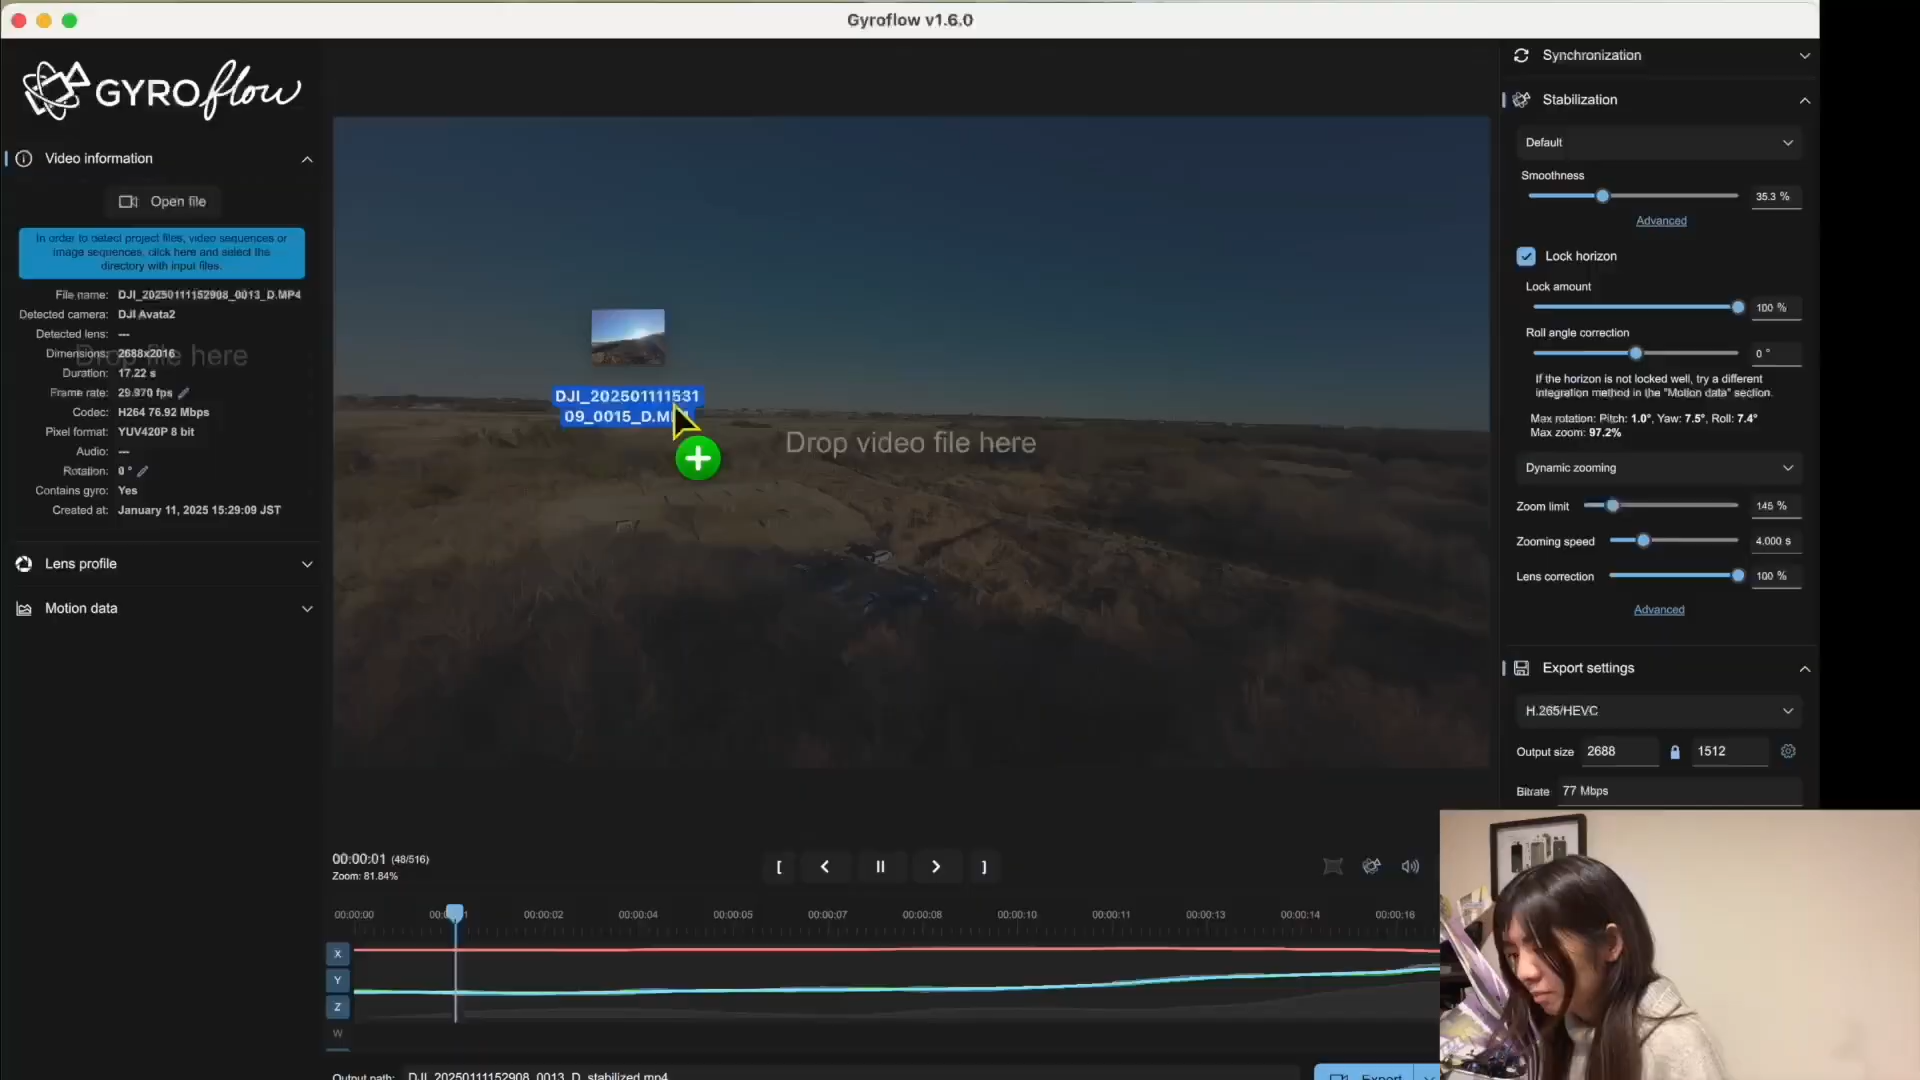 Gyroflow v1.6.0
GYROflow
Video information
Open file
In order to detect project files, video sequences or
image sequences, click here and select the
directory with input files.
File name: DJI_20250111152908_0013_D.MP4
Detected camera: DJI Avata2
Detected lens: ---
Drop file here
Dimensions: 2688x2016
Duration: 17.22 s
Frame rate: 29.970 fps
Codec: H264 76.92 Mbps
Pixel format: YUV420P 8 bit
Audio: ---
Rotation: 0 °
Contains gyro: Yes
Created at: January 11, 2025 15:29:09 JST
Lens profile
Motion data
DJI_202501111531
09_0015_D.MP4
Drop video file here
00:00:01 (48/516)
Zoom: 81.84%
[ ]
00:00:00 00:00:02 00:00:04 00:00:05 00:00:07 00:00:08 00:00:10 00:00:11 00:00:13 00:00:14 00:00:16
X
Y
Z
W
Output path: DJI_20250111152908_0013_D_stabilized.mp4
Export
Synchronization
Stabilization
Default
Smoothness
35.3 %
Advanced
Lock horizon
Lock amount
100 %
Roll angle correction
0 °
If the horizon is not locked well, try a different
integration method in the "Motion data" section.
Max rotation: Pitch: 1.0°, Yaw: 7.5°, Roll: 7.4°
Max zoom: 97.2%
Dynamic zooming
Zoom limit 145 %
Zooming speed 4.000 s
Lens correction 100 %
Advanced
Export settings
H.265/HEVC
Output size 2688 1512
Bitrate 77 Mbps